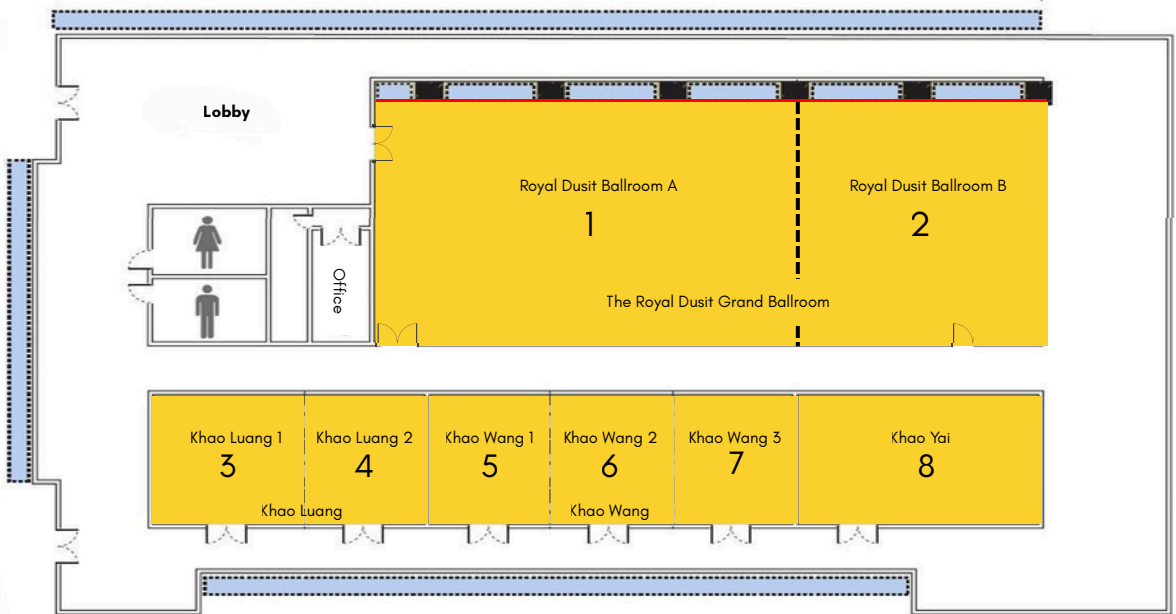 Lobby
Royal Dusit Ballroom A
1
Royal Dusit Ballroom B
2
The Royal Dusit Grand Ballroom
Office
Khao Luang 1
3
Khao Luang 2
4
Khao Wang 1
5
Khao Wang 2
6
Khao Wang 3
7
Khao Yai
8
Khao Luang
Khao Wang